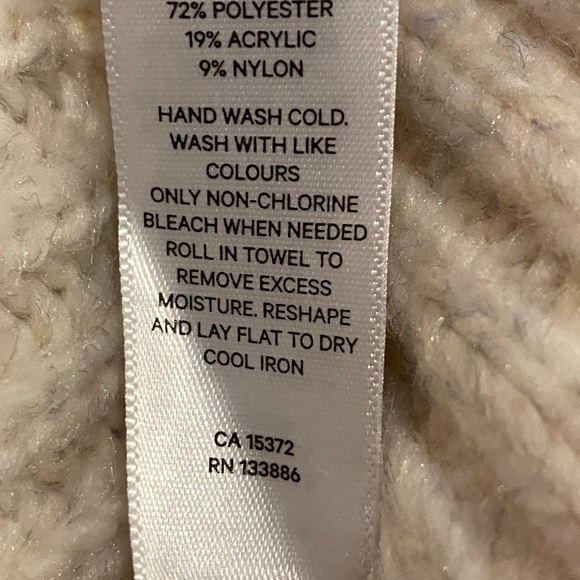 72% POLYESTER
19% ACRYLIC
9% NYLON
HAND WASH COLD.
WASH WITH LIKE
COLOURS
ONLY NON-CHLORINE
BLEACH WHEN NEEDED
ROLL IN TOWEL TO
REMOVE EXCESS
MOISTURE. RESHAPE
AND LAY FLAT TO DRY
COOL IRON
CA 15372
RN 133886